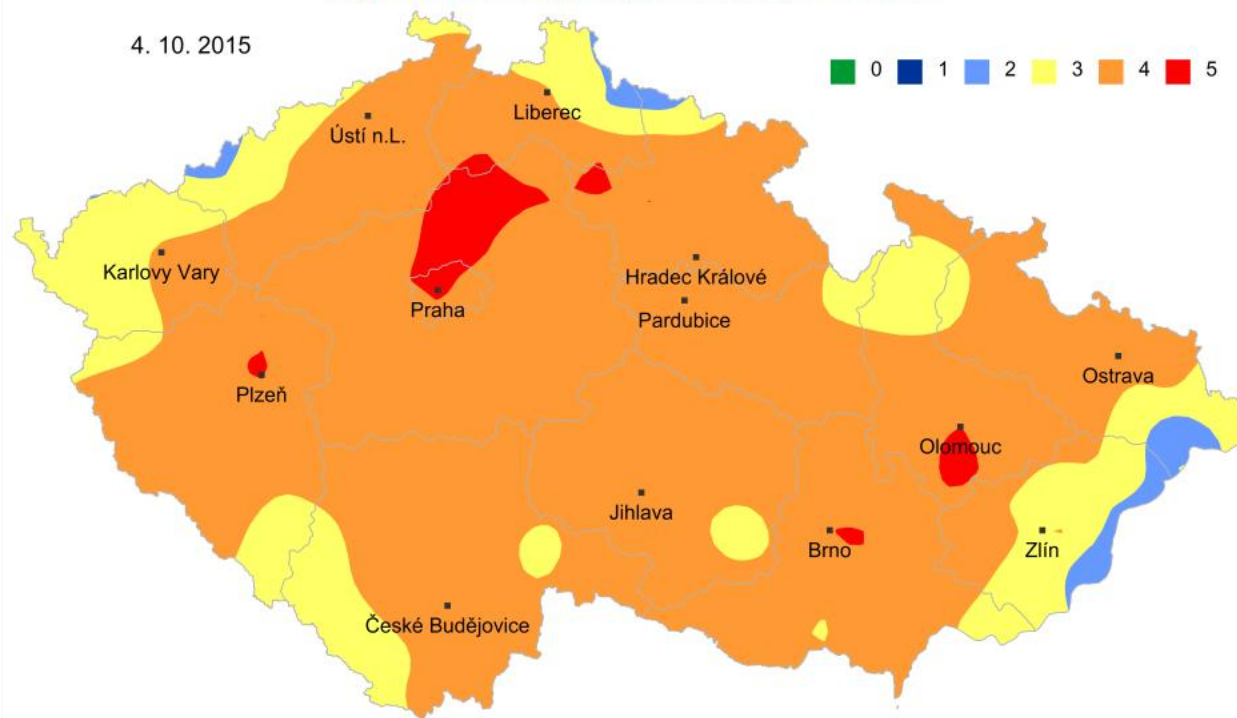 4. 10. 2015
0 1 2 3 4 5
Liberec
Ústí n.L.
Karlovy Vary
Hradec Králové
Praha
Pardubice
Ostrava
Plzeň
Olomouc
Jihlava
Brno
Zlín
České Budějovice